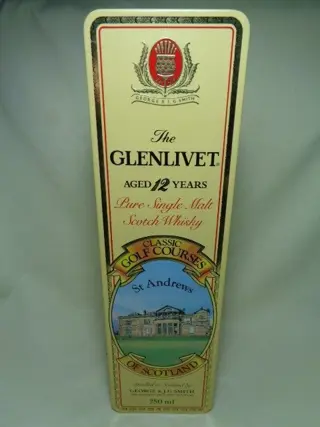 GEORGE & J. G. SMITH
The
GLENLIVET
AGED 12 YEARS
Pure Single Malt
Scotch Whisky
CLASSIC
GOLF COURSES
St Andrews
OF SCOTLAND
GEORGE & J. G. SMITH
750 ml